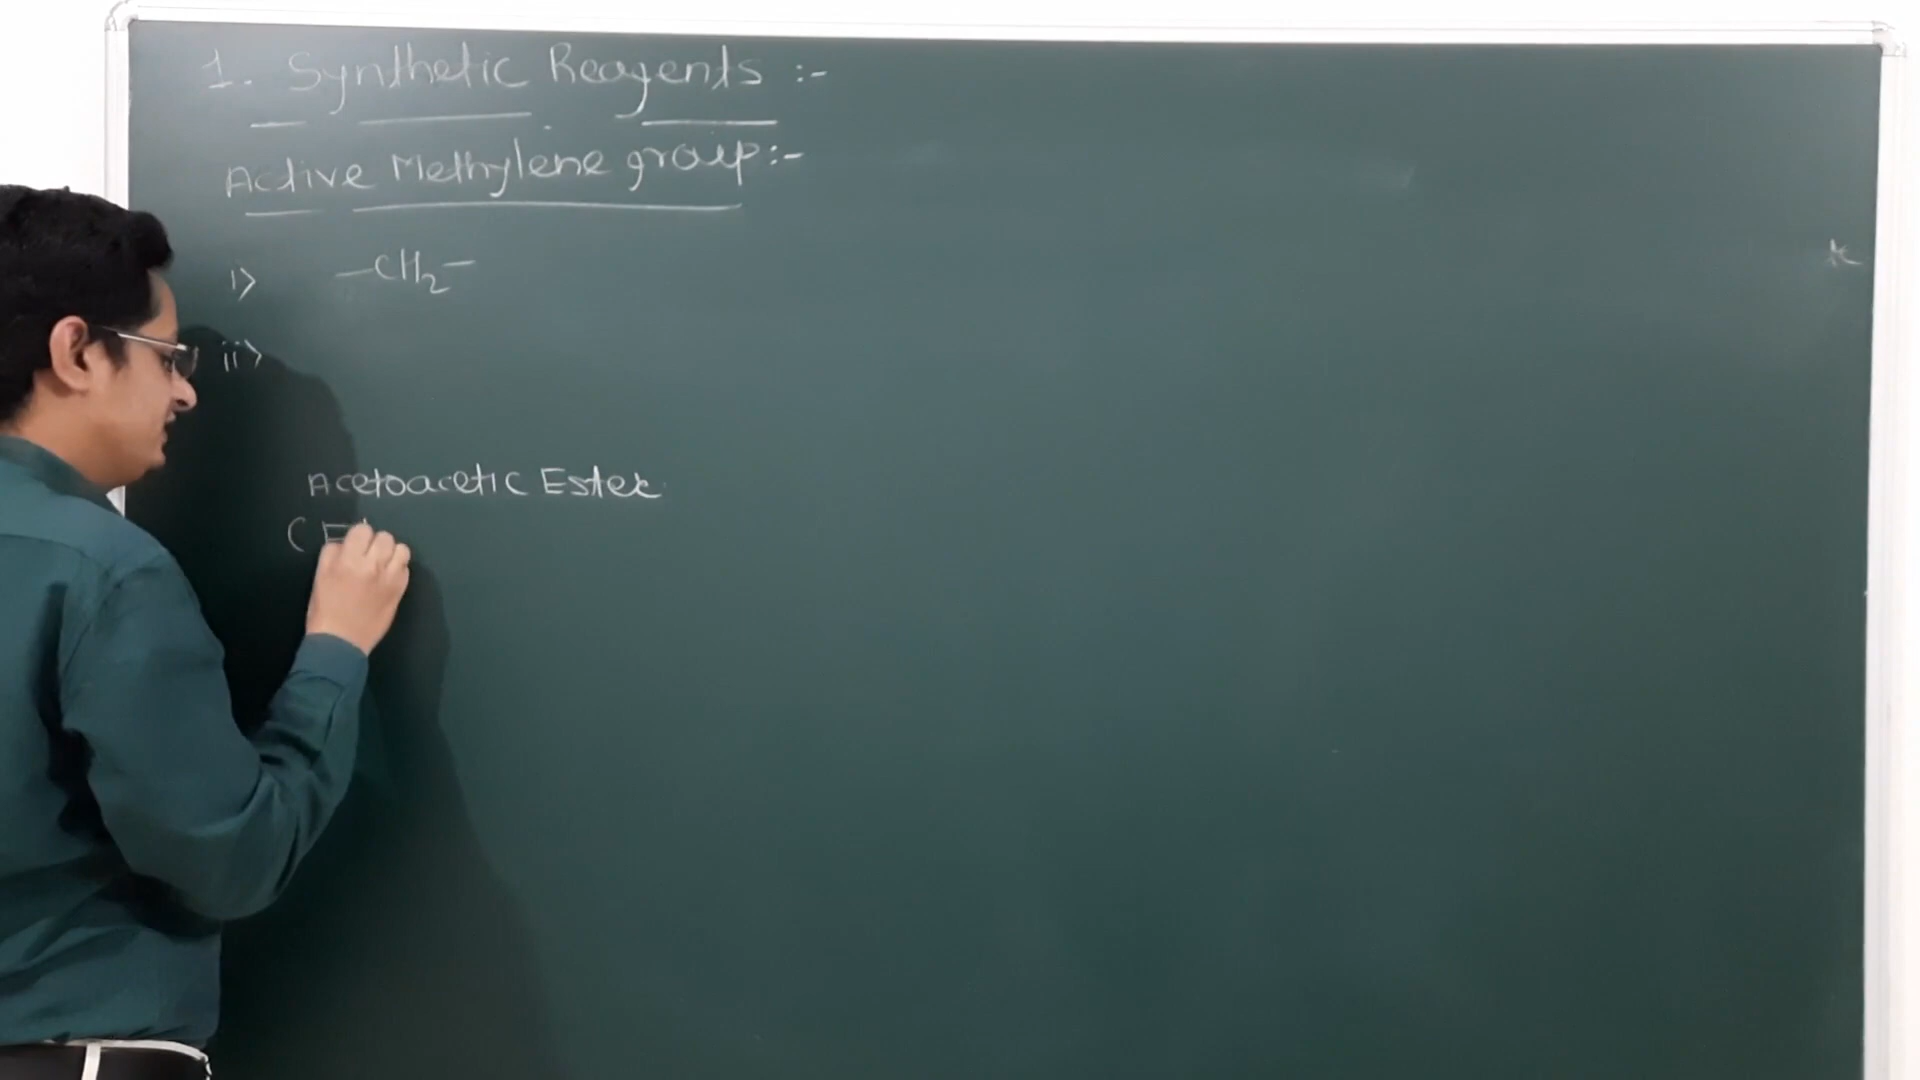 1. Synthetic Reagents :-
Active Methylene group:-
i> -CH2-
ii>
Acetoacetic Ester
(